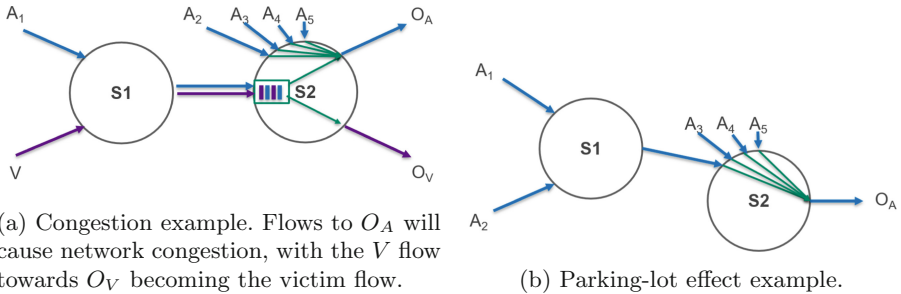 A1
A2
A3
A4
A5
OA
S1
S2
V
OV
(a) Congestion example. Flows to OA will
cause network congestion, with the V flow
towards OV becoming the victim flow.
A1
A3
A4
A5
S1
S2
OA
A2
(b) Parking-lot effect example.